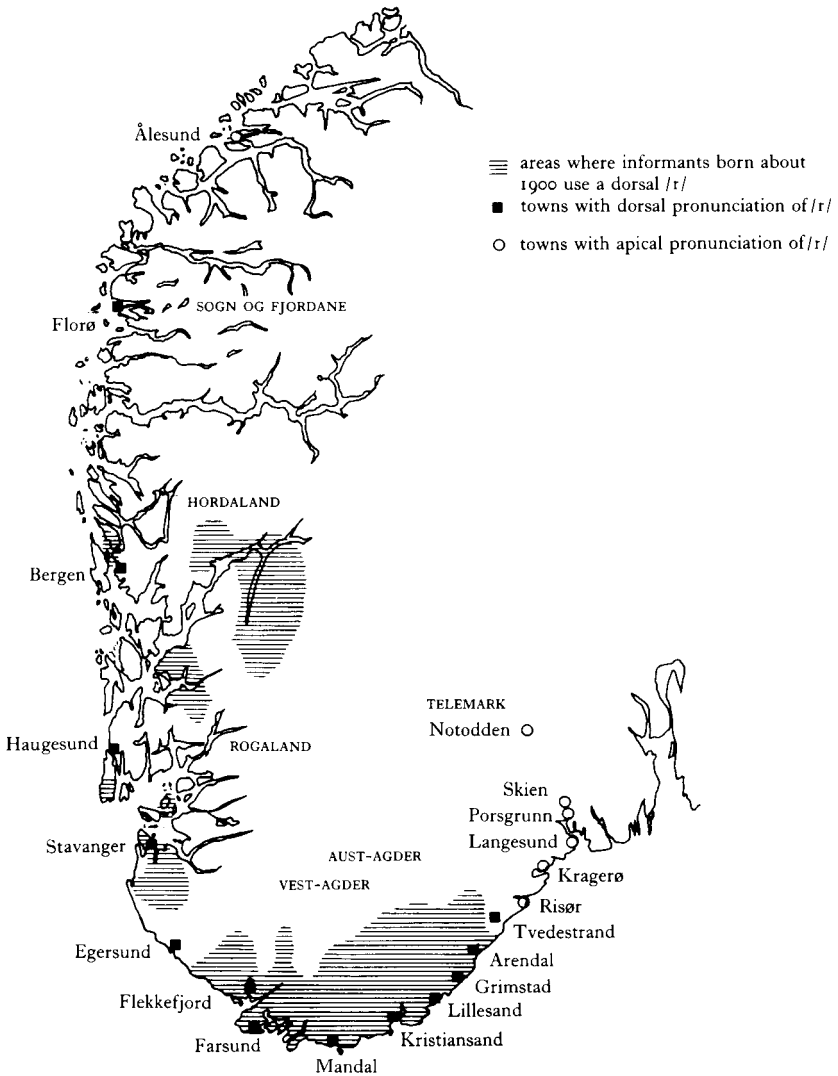 Ålesund
areas where informants born about
1900 use a dorsal /r/
towns with dorsal pronunciation of /r/
towns with apical pronunciation of /r/
SOGN OG FJORDANE
Florø
HORDALAND
Bergen
TELEMARK
Notodden
Haugesund
ROGALAND
Skien
Porsgrunn
Langesund
Stavanger
AUST-AGDER
Kragerø
VEST-AGDER
Risør
Tvedestrand
Egersund
Arendal
Grimstad
Flekkefjord
Lillesand
Kristiansand
Farsund
Mandal